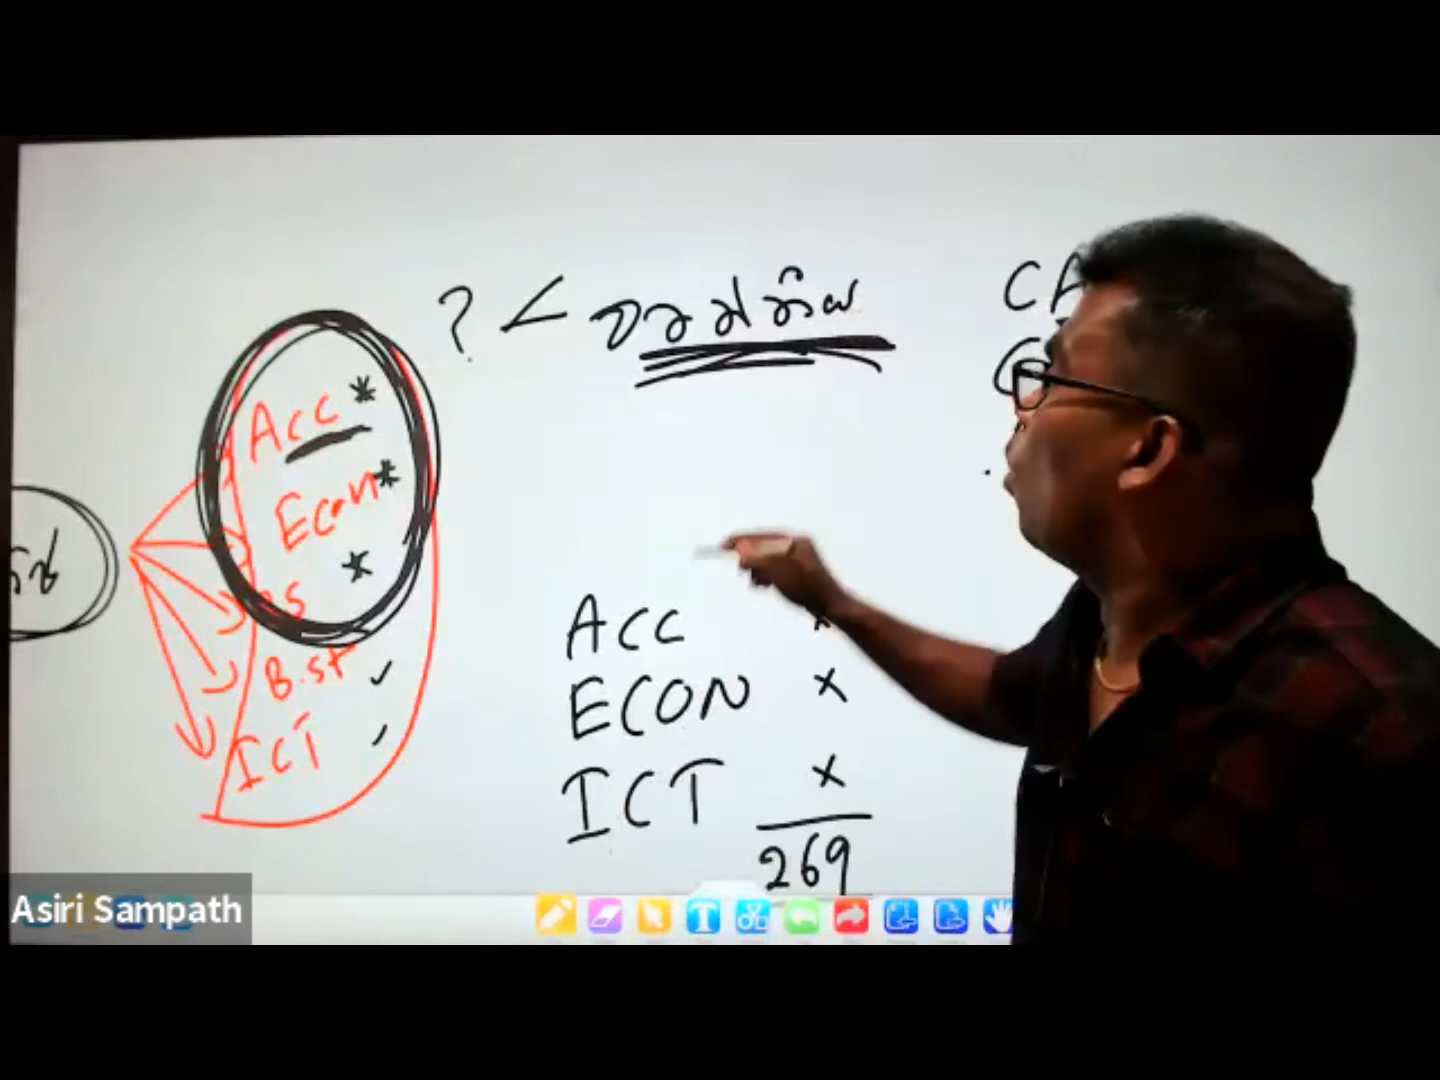 ? <
CA
Acc *
Econ *
*
S
B.st ✓
ICT ✓
ACC
ECON x
ICT x
269
Asiri Sampath